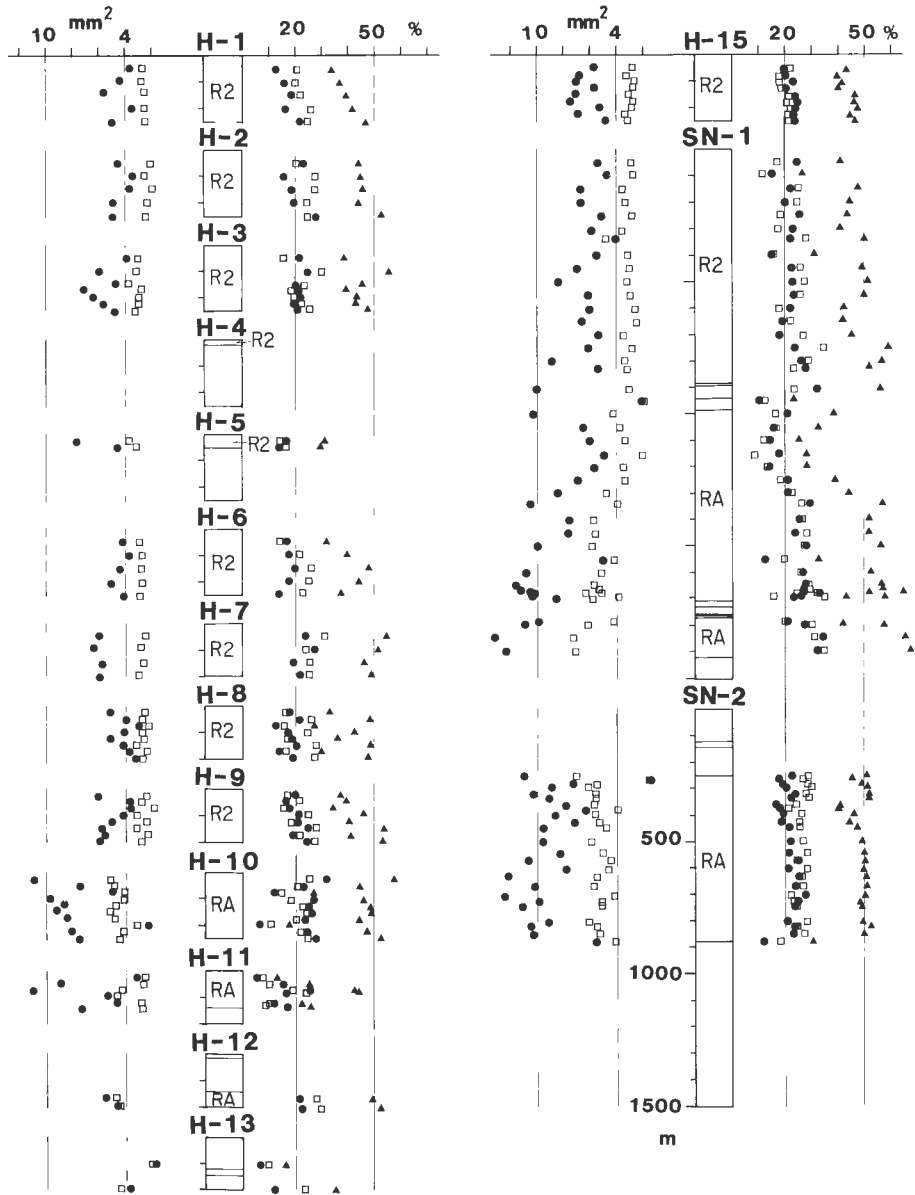 mm2 mm2
10 4 H-1 20 50 % 10 4 H-15 20 50 %
R2 R2
H-2 SN-1
R2
H-3
R2 R2
H-4
R2
H-5
R2
H-6
RA
R2
H-7
R2 RA
H-8 SN-2
R2
H-9
R2 500
H-10 RA
RA
H-11 1000
RA
H-12
RA 1500
H-13 m